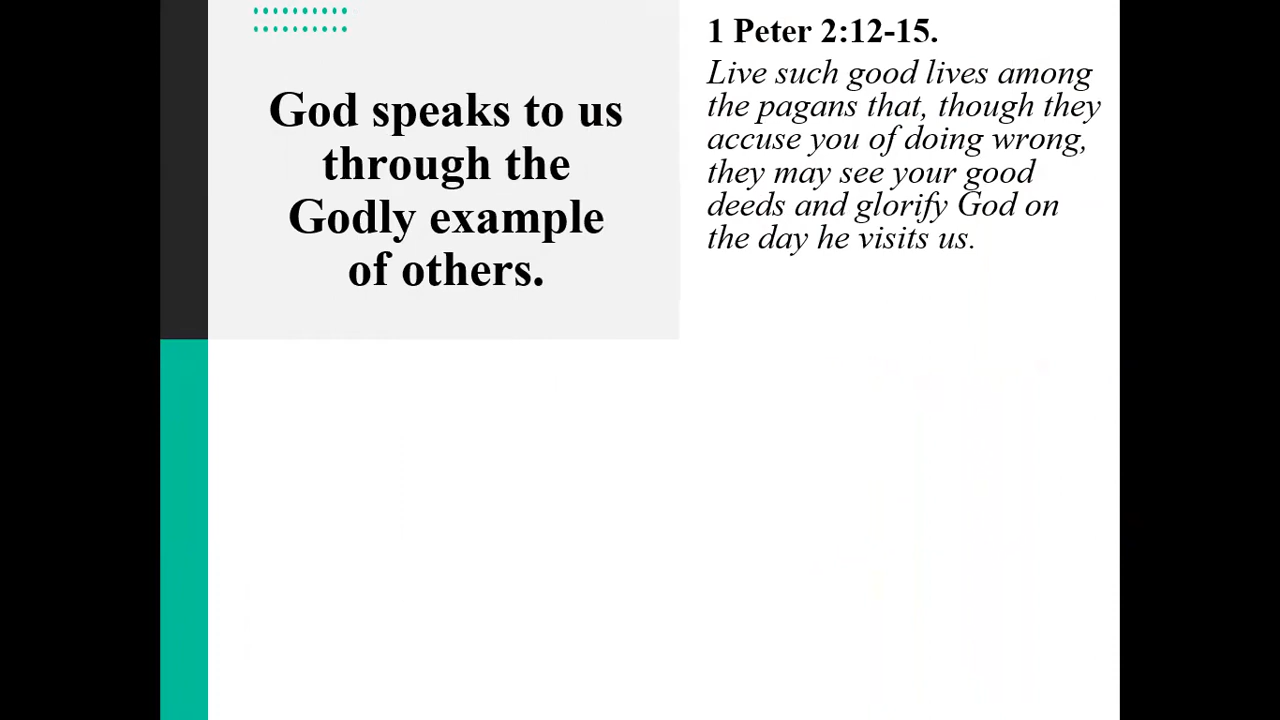 God speaks to us
through the
Godly example
of others.
1 Peter 2:12-15.
Live such good lives among
the pagans that, though they
accuse you of doing wrong,
they may see your good
deeds and glorify God on
the day he visits us.